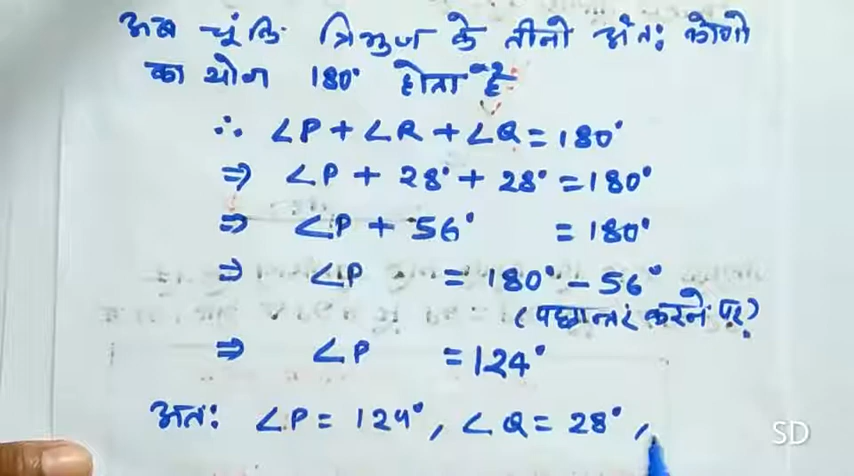 अब चूंकि त्रिभुज के तीनो अंतः कोणो
का योग 180° होता है
∴ ∠P + ∠R + ∠Q = 180°
⇒ ∠P + 28° + 28° = 180°
⇒ ∠P + 56° = 180°
⇒ ∠P = 180° − 56°
(पक्षान्तर करने पर)
⇒ ∠P = 124°
अतः ∠P = 124°, ∠Q = 28°,
SD